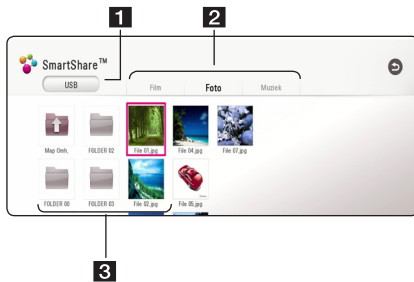 1
2
SmartShare™
USB
Film
Foto
Muziek
Map Omh.
FOLDER 02
File 01.jpg
File 04.jpg
File 07.jpg
FOLDER 00
FOLDER 03
File 02.jpg
File 05.jpg
3